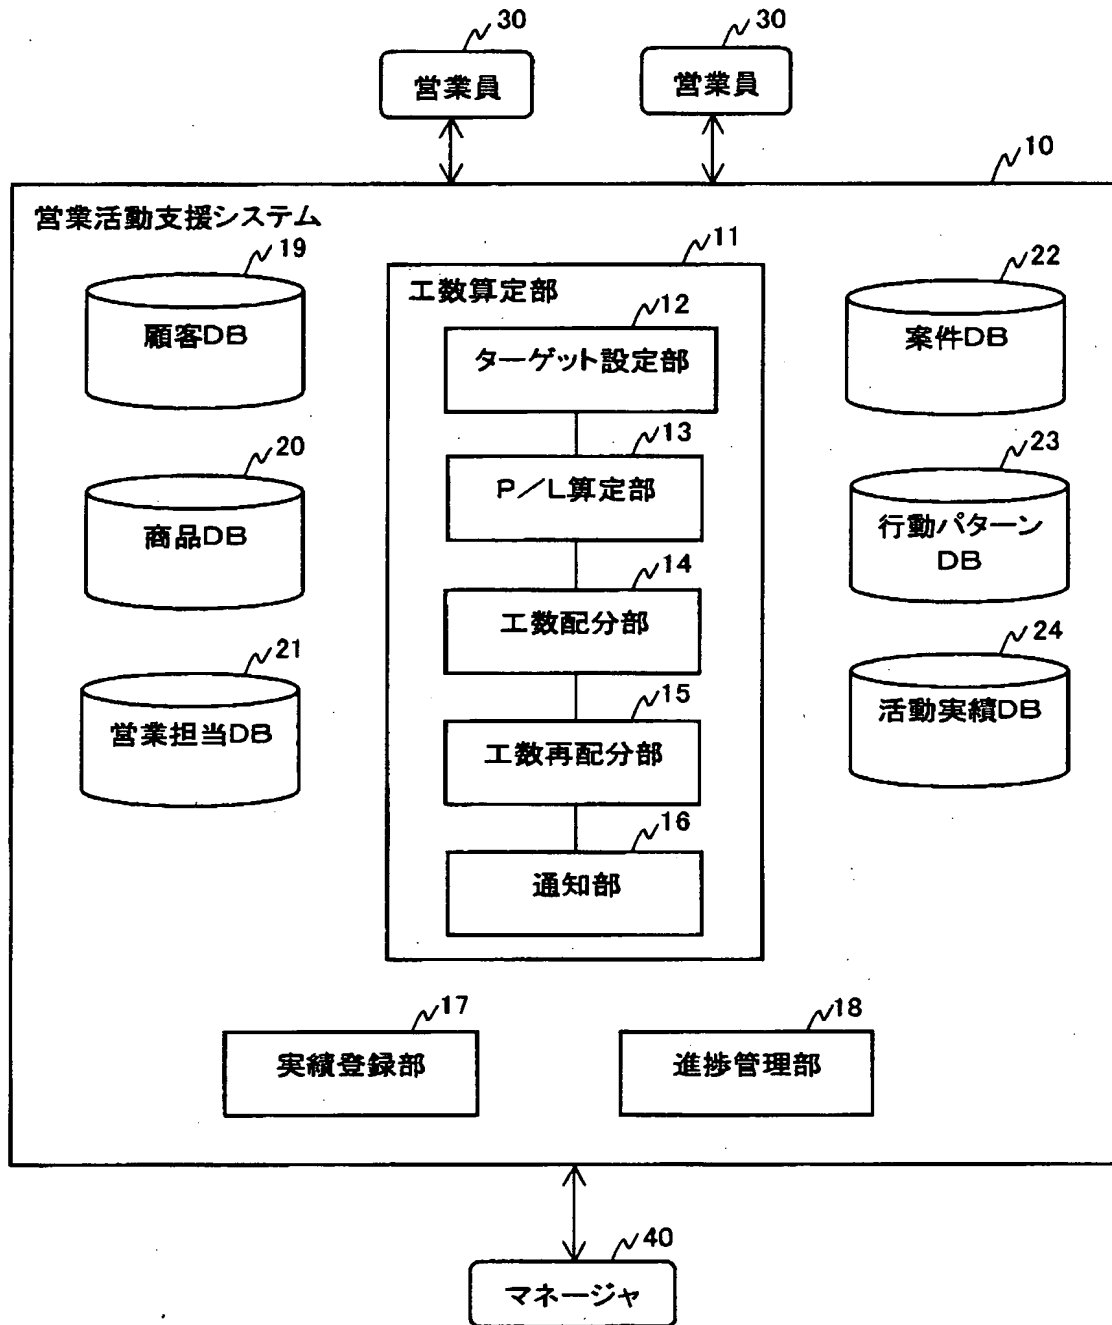 30
営業員
30
営業員
10
営業活動支援システム
19
顧客DB
20
商品DB
21
営業担当DB
11
工数算定部
12
ターゲット設定部
13
P/L算定部
14
工数配分部
15
工数再配分部
16
通知部
22
案件DB
23
行動パターン
DB
24
活動実績DB
17
実績登録部
18
進捗管理部
40
マネージャ